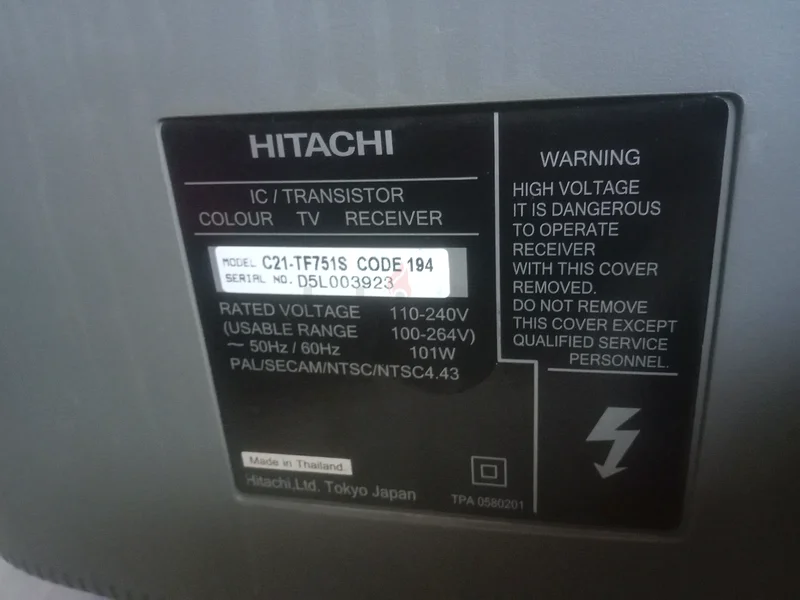 HITACHI
IC / TRANSISTOR
COLOUR TV RECEIVER
MODEL C21-TF751S CODE 194
SERIAL NO. D5L003923
RATED VOLTAGE 110-240V
(USABLE RANGE 100-264V)
~ 50Hz / 60Hz 101W
PAL/SECAM/NTSC/NTSC4.43
Made in Thailand.
Hitachi,Ltd. Tokyo Japan
TPA 0580201
WARNING
HIGH VOLTAGE
IT IS DANGEROUS
TO OPERATE
RECEIVER
WITH THIS COVER
REMOVED.
DO NOT REMOVE
THIS COVER EXCEPT
QUALIFIED SERVICE
PERSONNEL.